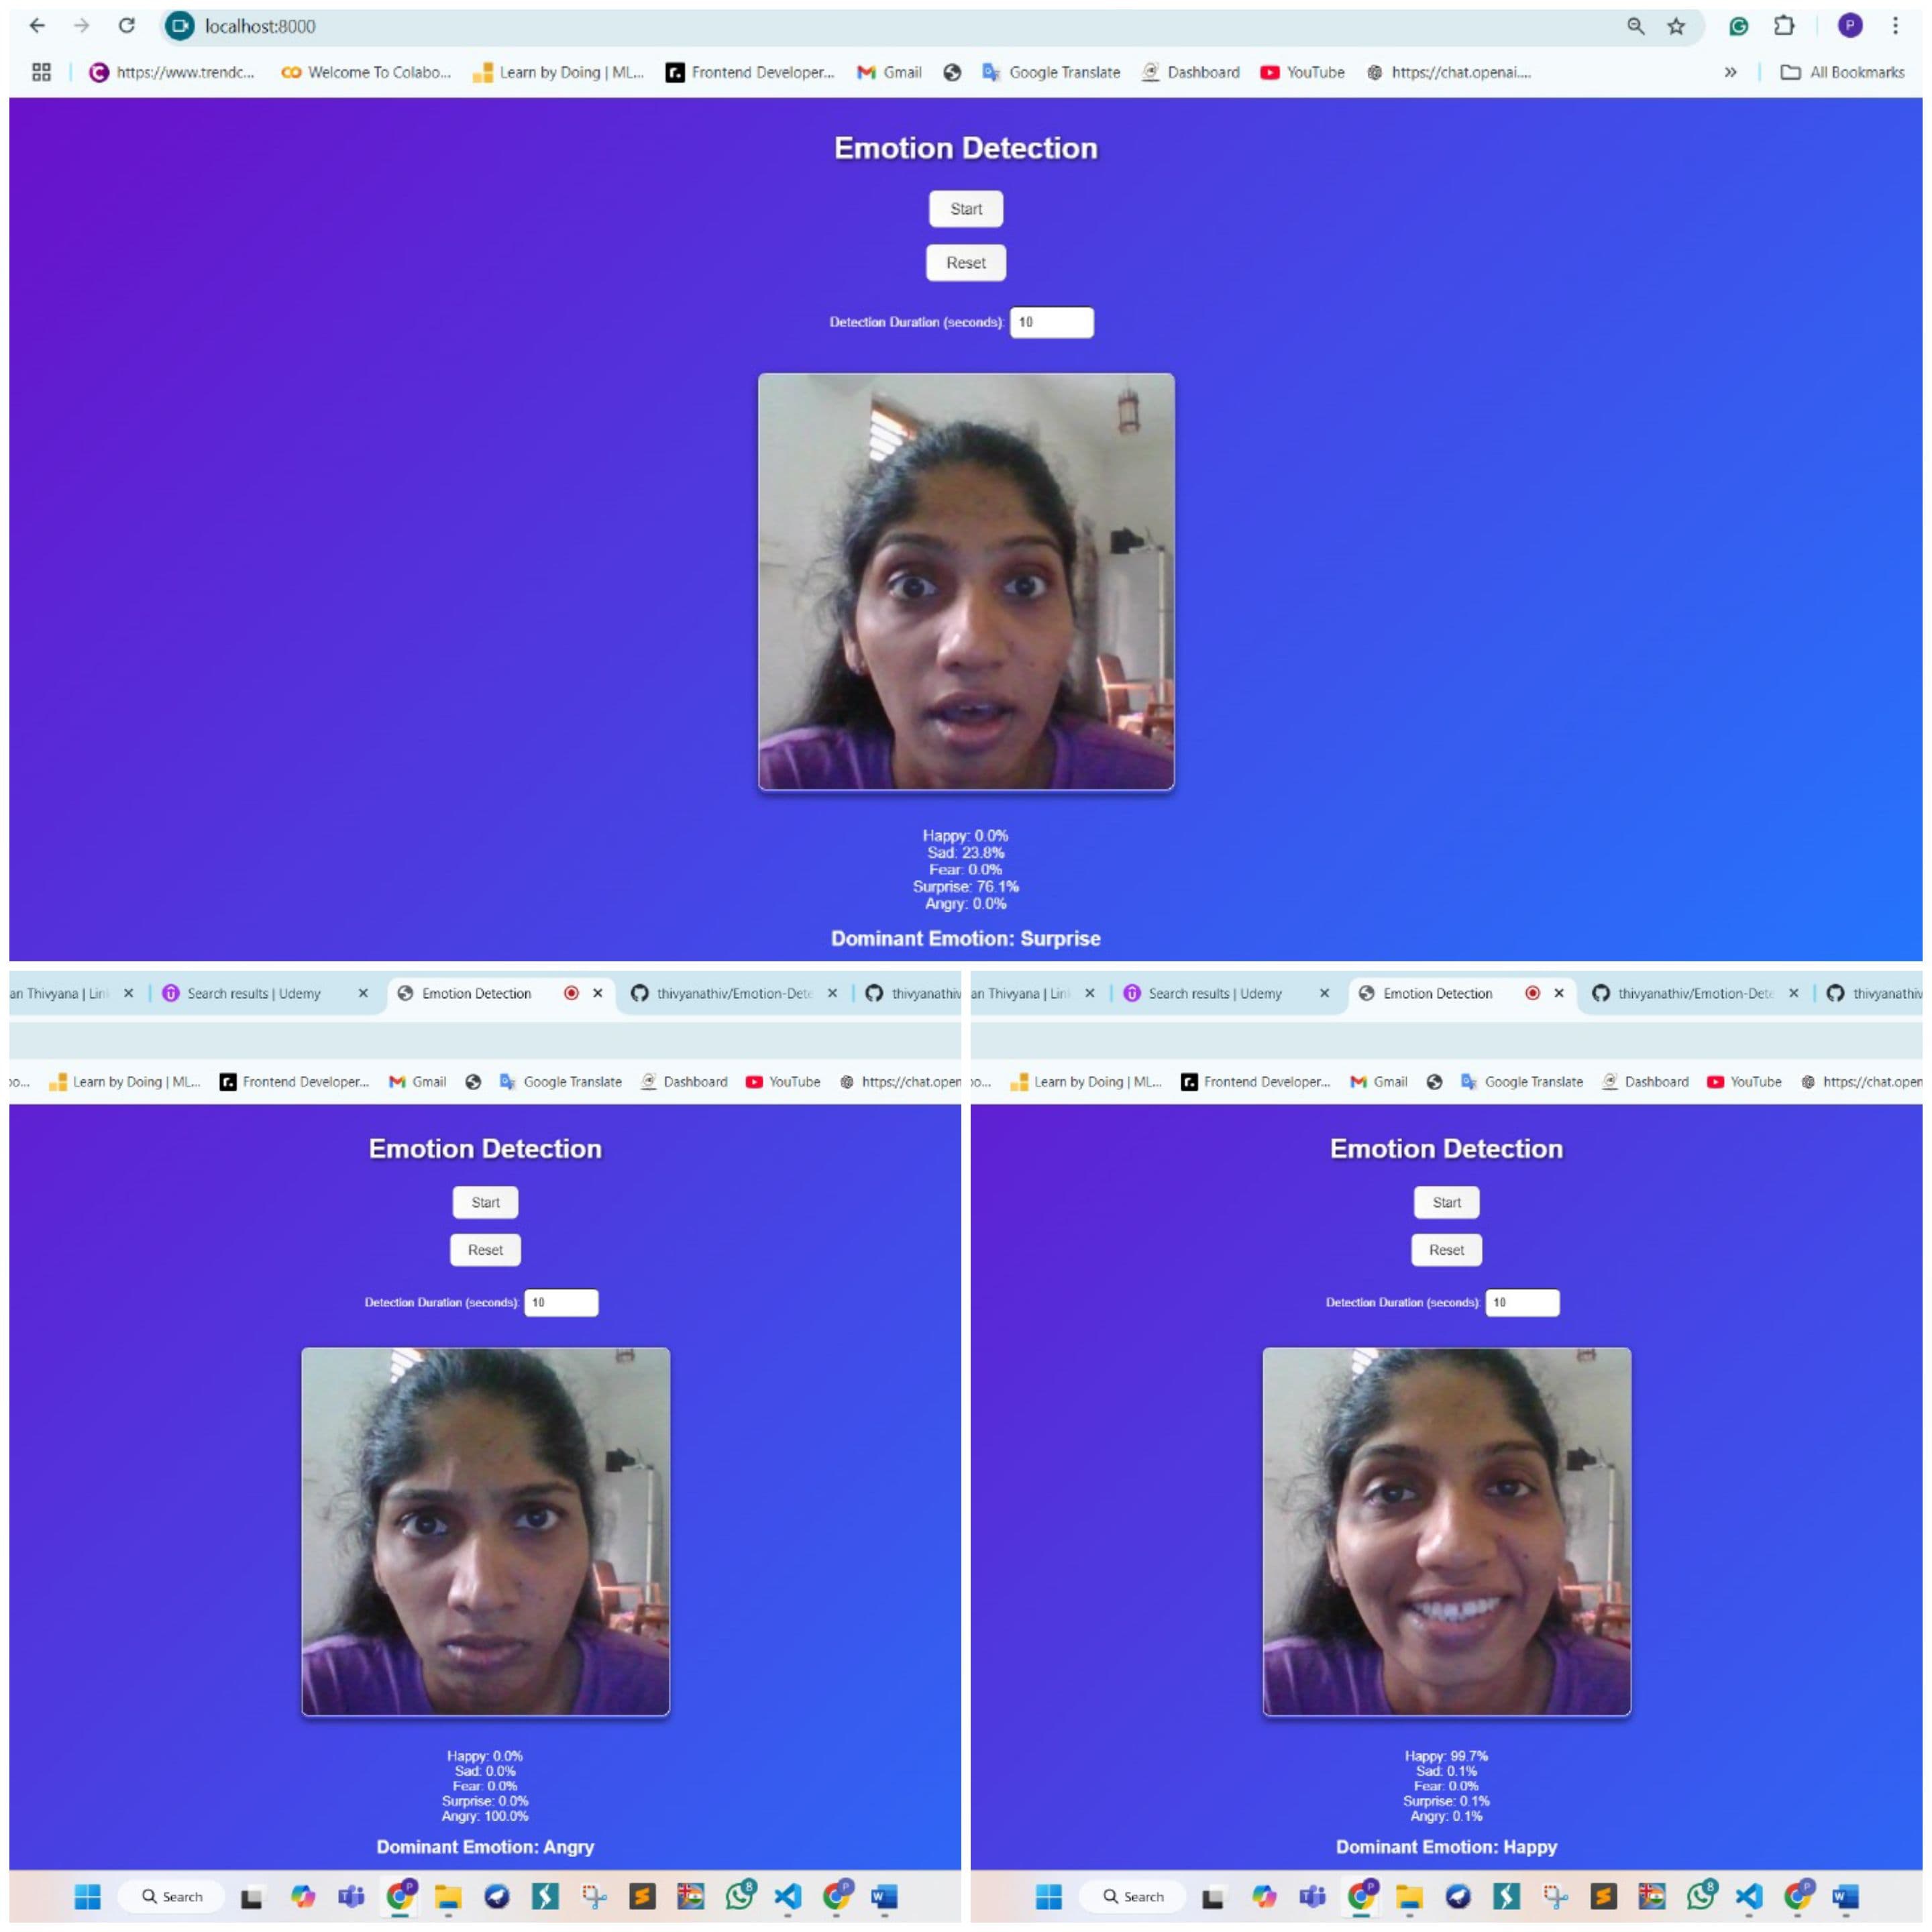 localhost:8000
P
https://www.trendc... Welcome To Colabo... Learn by Doing | ML... Frontend Developer... Gmail Google Translate Dashboard YouTube https://chat.openai.... » All Bookmarks
Emotion Detection
Start
Reset
Detection Duration (seconds): 10
Happy: 0.0%
Sad: 23.8%
Fear: 0.0%
Surprise: 76.1%
Angry: 0.0%
Dominant Emotion: Surprise
an Thivyana | Lin Search results | Udemy Emotion Detection thivyanathiv/Emotion-Dete thivyanathiv
Learn by Doing | ML... Frontend Developer... Gmail Google Translate Dashboard YouTube https://chat.open
Emotion Detection
Start
Reset
Detection Duration (seconds): 10
Happy: 0.0%
Sad: 0.0%
Fear: 0.0%
Surprise: 0.0%
Angry: 100.0%
Dominant Emotion: Angry
Search
an Thivyana | Lin Search results | Udemy Emotion Detection thivyanathiv/Emotion-Dete thivyanathiv
Learn by Doing | ML... Frontend Developer... Gmail Google Translate Dashboard YouTube https://chat.open
Emotion Detection
Start
Reset
Detection Duration (seconds): 10
Happy: 99.7%
Sad: 0.1%
Fear: 0.0%
Surprise: 0.1%
Angry: 0.1%
Dominant Emotion: Happy
Search